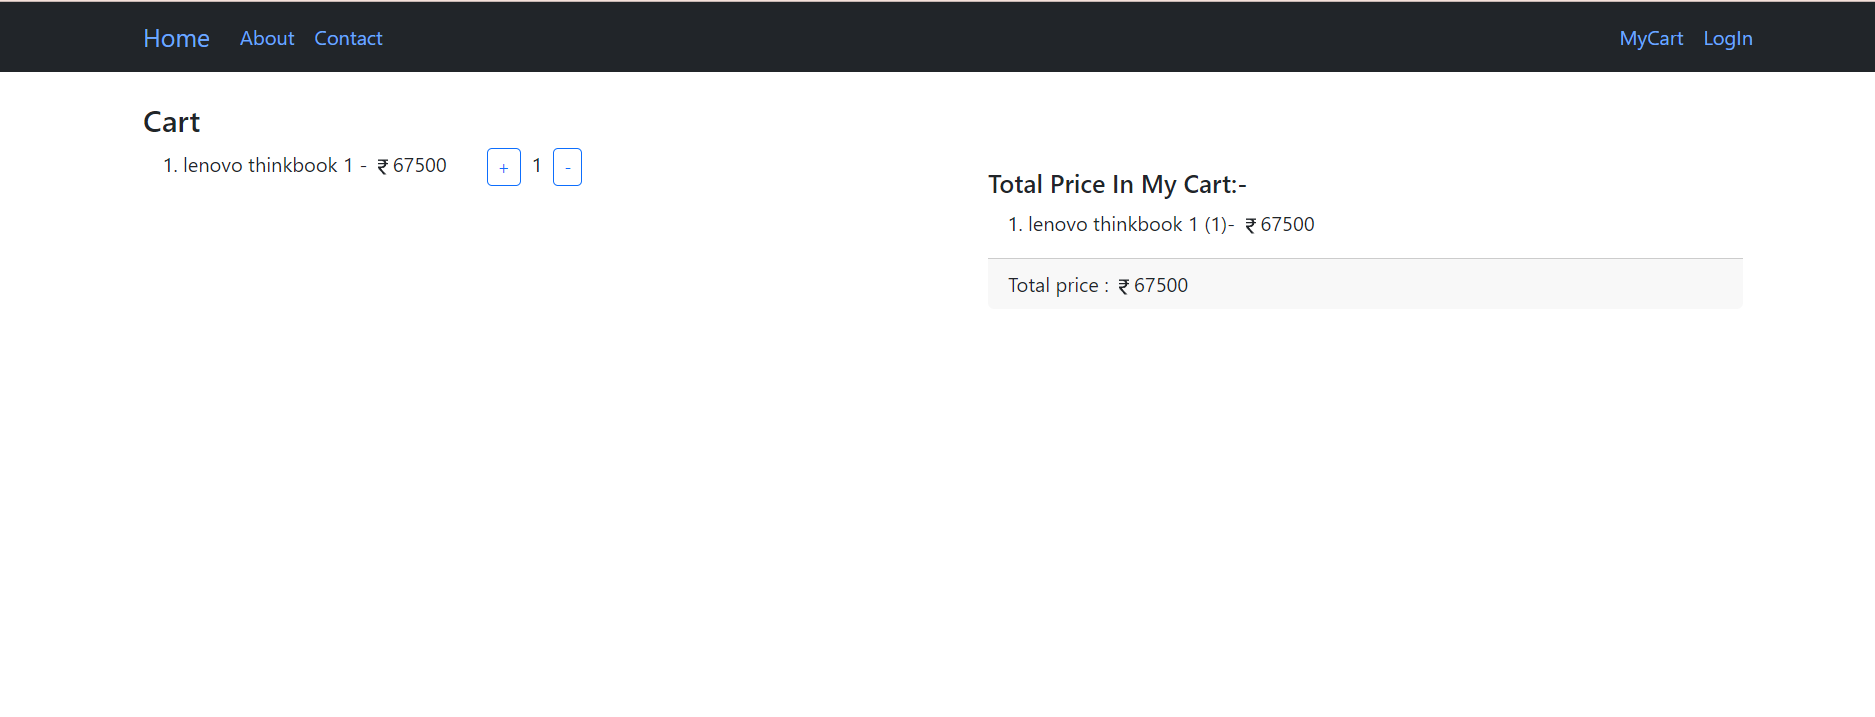 Home About Contact MyCart LogIn
Cart
1. lenovo thinkbook 1 - ₹ 67500 + 1 -
Total Price In My Cart:-
1. lenovo thinkbook 1 (1)- ₹ 67500
Total price : ₹ 67500